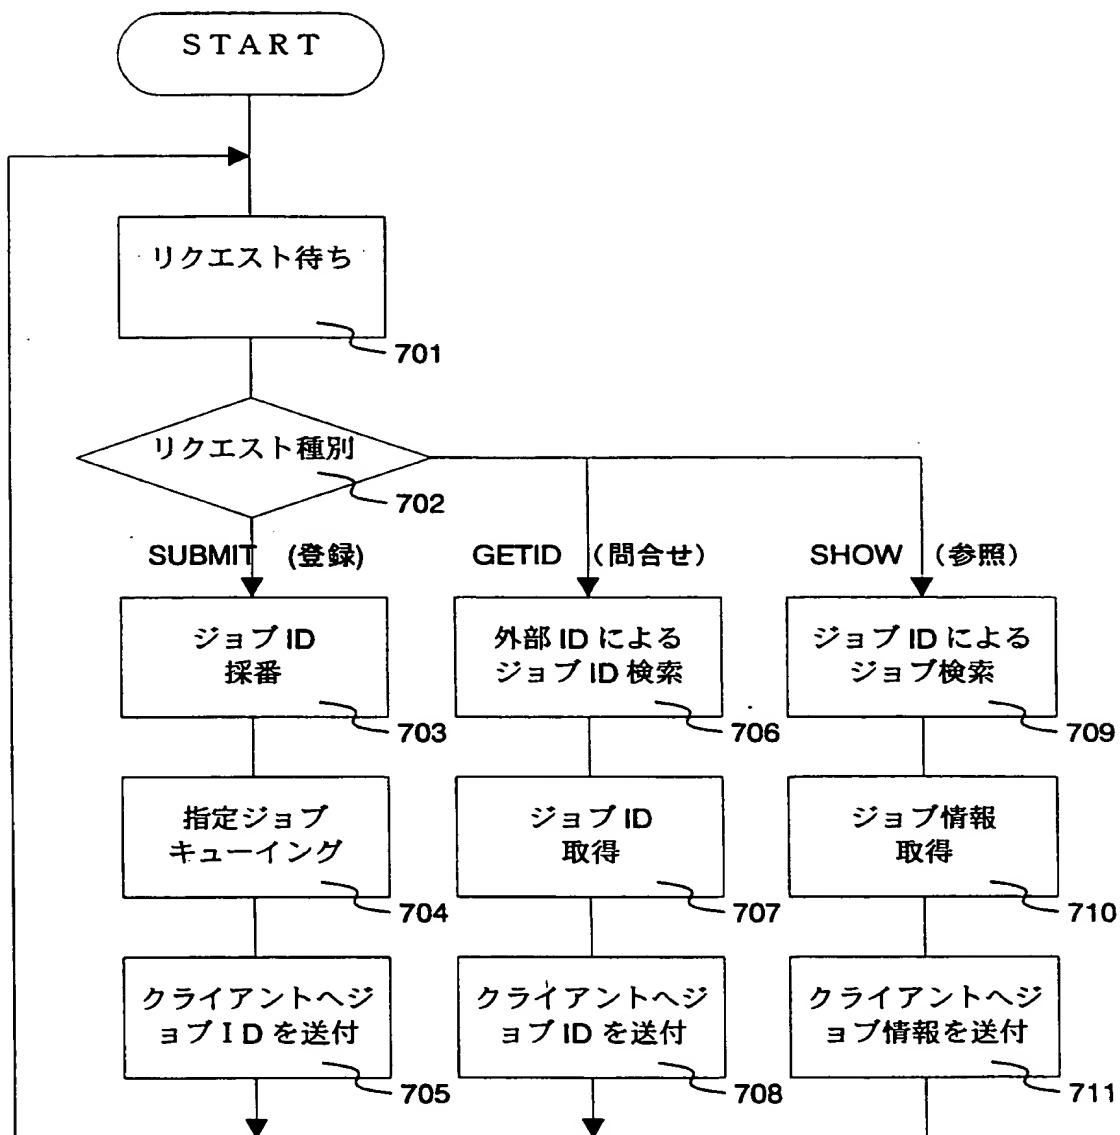 START
リクエスト待ち
701
リクエスト種別
702
SUBMIT (登録)
GETID (問合せ)
SHOW (参照)
ジョブ ID
採番
703
外部 ID による
ジョブ ID 検索
706
ジョブ ID による
ジョブ検索
709
指定ジョブ
キューイング
704
ジョブ ID
取得
707
ジョブ情報
取得
710
クライアントへジ
ョブ ID を送付
705
クライアントへジ
ョブ ID を送付
708
クライアントへジ
ョブ情報を送付
711